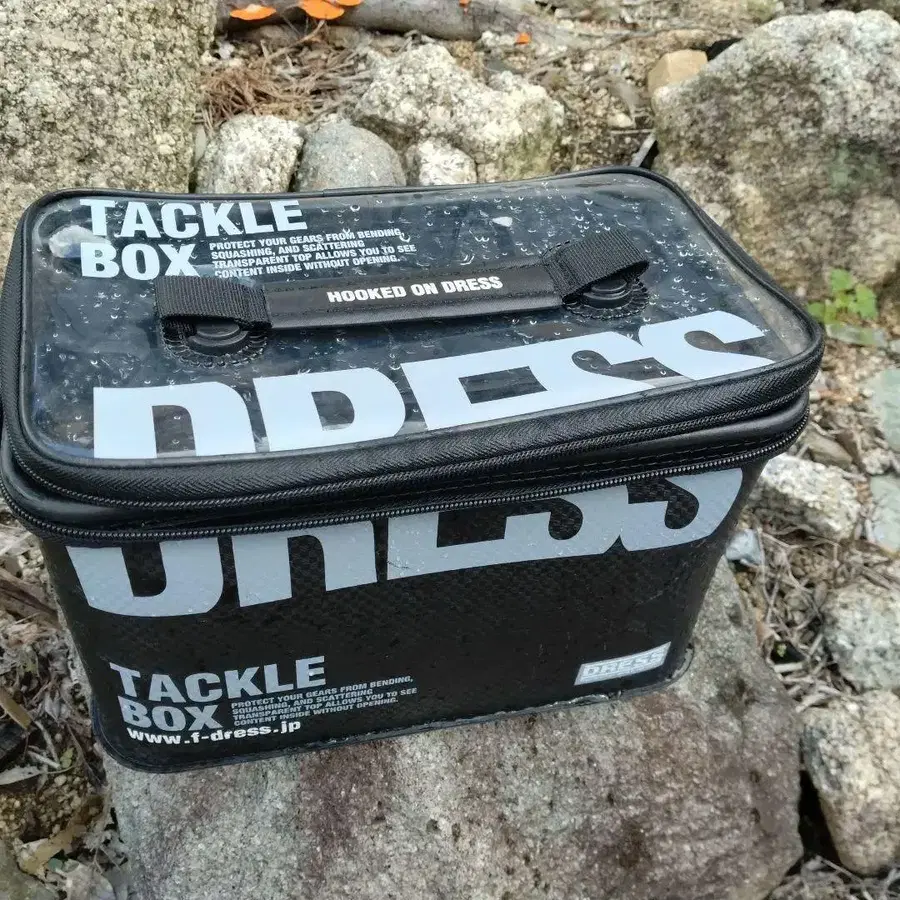 TACKLE
BOX
PROTECT YOUR GEARS FROM BENDING,
SQUASHING, AND SCATTERING
TRANSPARENT TOP ALLOWS YOU TO SEE
CONTENT INSIDE WITHOUT OPENING.
HOOKED ON DRESS
DRESS
TACKLE
BOX
PROTECT YOUR GEARS FROM BENDING,
SQUASHING, AND SCATTERING
TRANSPARENT TOP ALLOWS YOU TO SEE
CONTENT INSIDE WITHOUT OPENING.
www.f-dress.jp
DRESS